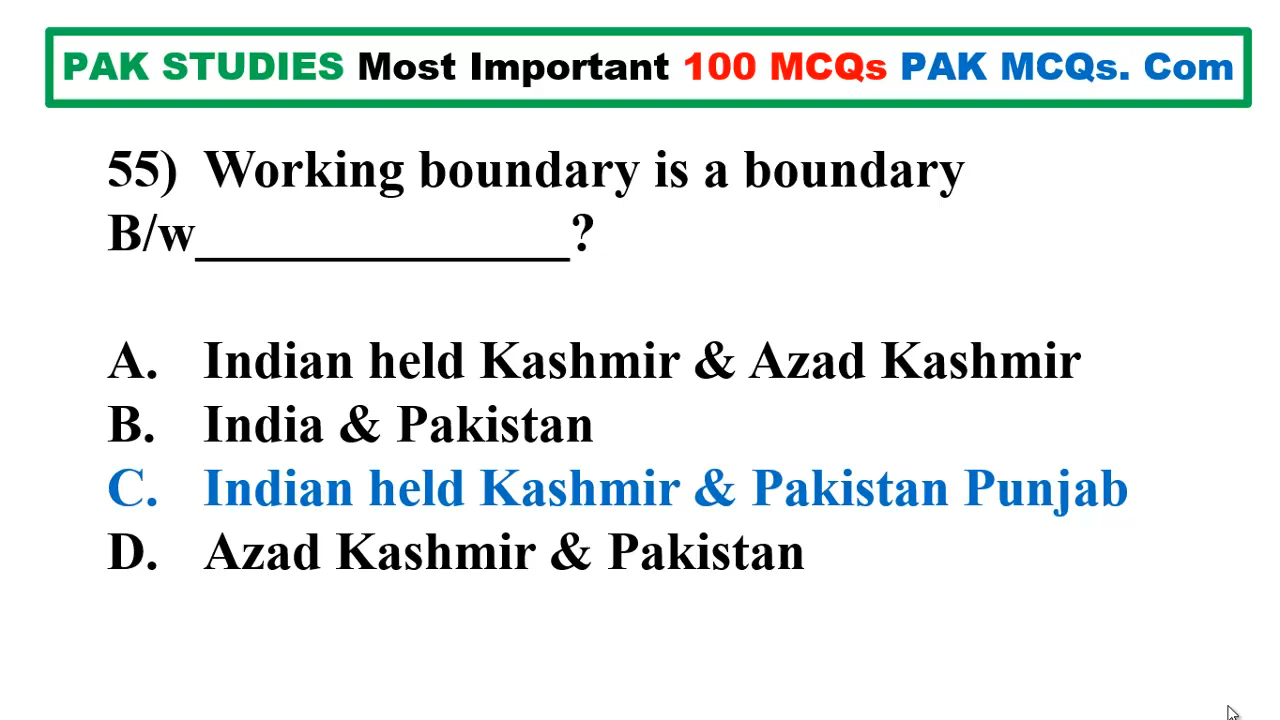 PAK STUDIES Most Important 100 MCQs PAK MCQs. Com
55) Working boundary is a boundary
B/w______________?
A. Indian held Kashmir & Azad Kashmir
B. India & Pakistan
C. Indian held Kashmir & Pakistan Punjab
D. Azad Kashmir & Pakistan